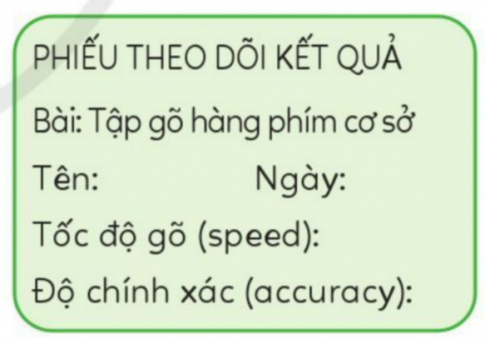 PHIẾU THEO DÕI KẾT QUẢ
Bài: Tập gõ hàng phím cơ sở
Tên: Ngày:
Tốc độ gõ (speed):
Độ chính xác (accuracy):